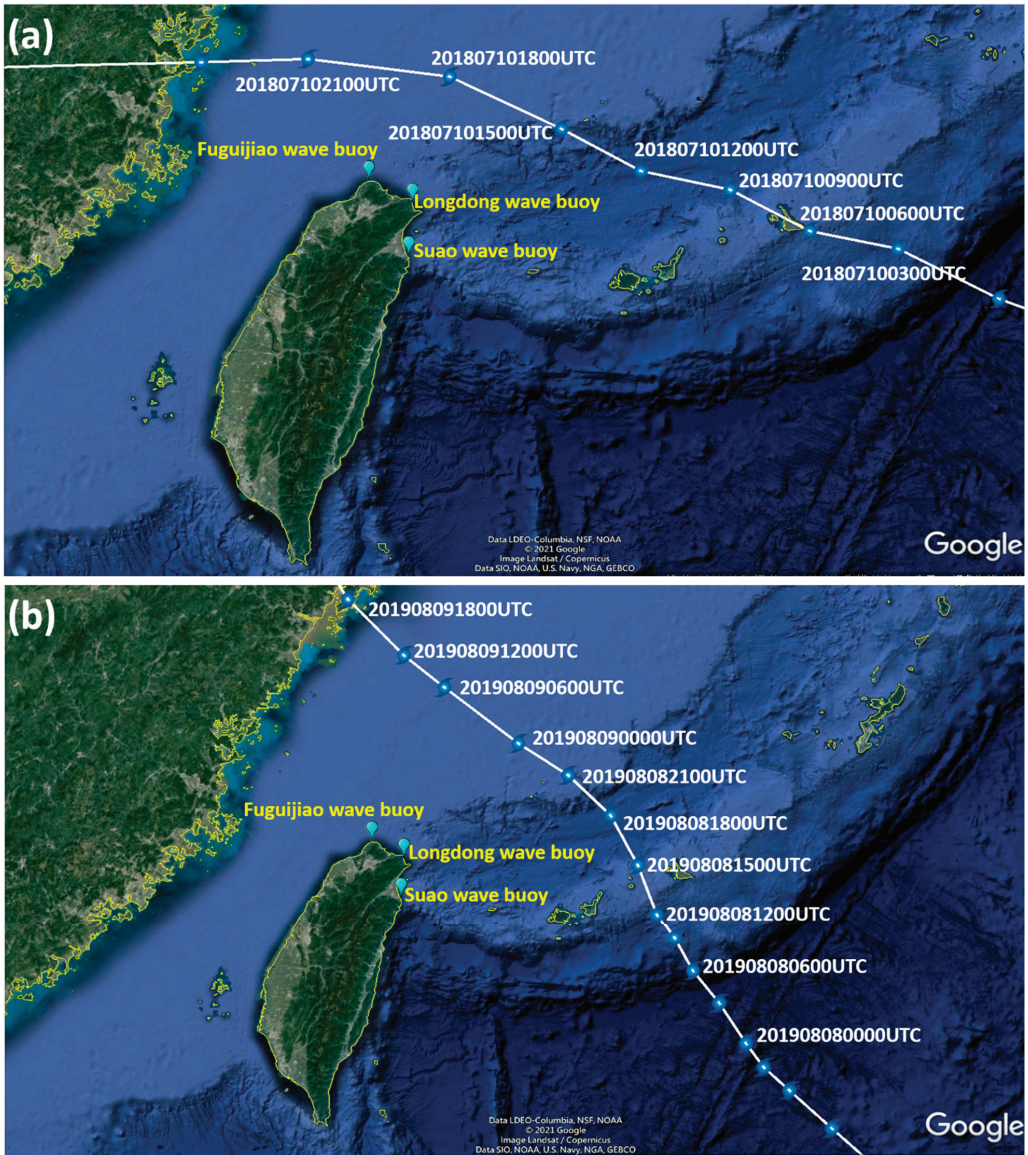 (a)
201807101800UTC
201807102100UTC
201807101500UTC
Fuguijiao wave buoy
201807101200UTC
201807100900UTC
Longdong wave buoy
201807100600UTC
Suao wave buoy
201807100300UTC
Data LDEO-Columbia, NSF, NOAA
© 2021 Google
Image Landsat / Copernicus
Data SIO, NOAA, U.S. Navy, NGA, GEBCO
Google
(b)
201908091800UTC
201908091200UTC
201908090600UTC
201908090000UTC
201908082100UTC
Fuguijiao wave buoy
201908081800UTC
Longdong wave buoy
201908081500UTC
Suao wave buoy
201908081200UTC
201908080600UTC
201908080000UTC
Data LDEO-Columbia, NSF, NOAA
© 2021 Google
Image Landsat / Copernicus
Data SIO, NOAA, U.S. Navy, NGA, GEBCO
Google